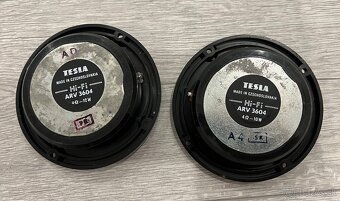 AD
TESLA
MADE IN CZECHOSLOVAKIA
Hi-Fi
ARV 3604
4Ω-10W
TESLA
MADE IN CZECHOSLOVAKIA
Hi-Fi
ARV 3604
4Ω-10W
A4